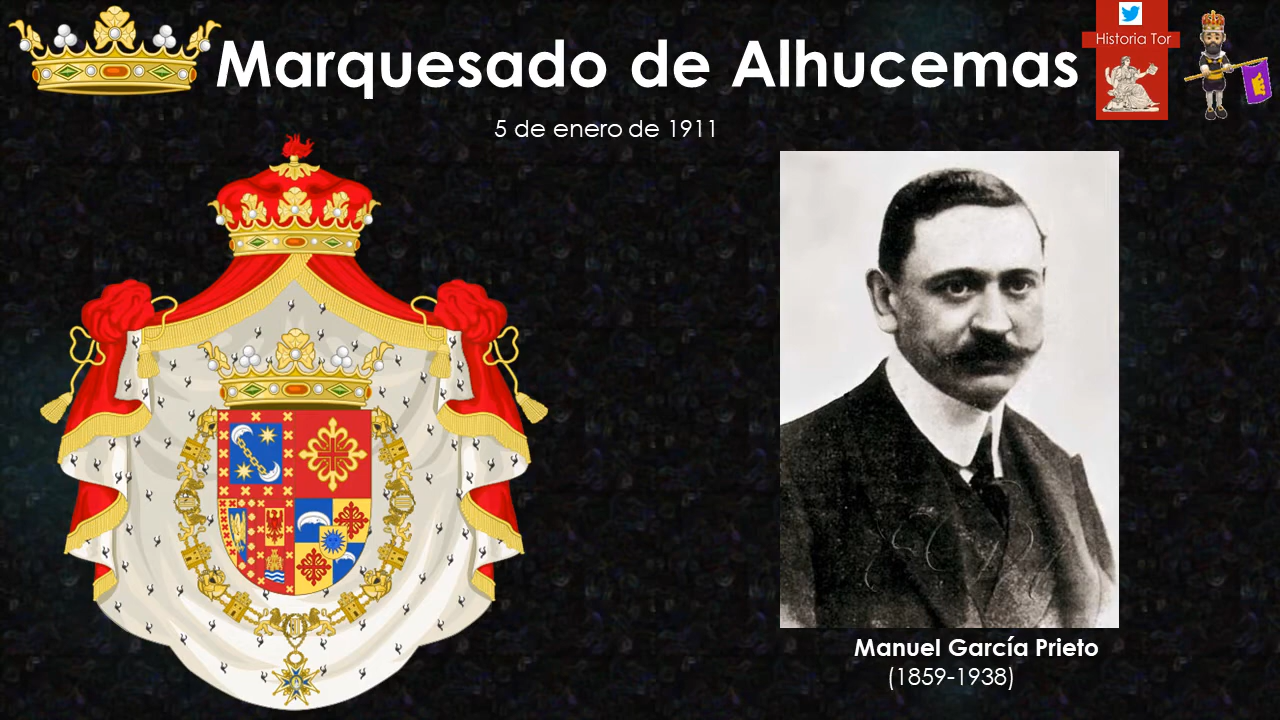 Marquesado de Alhucemas
Historia Tor
5 de enero de 1911
Manuel García Prieto
(1859-1938)